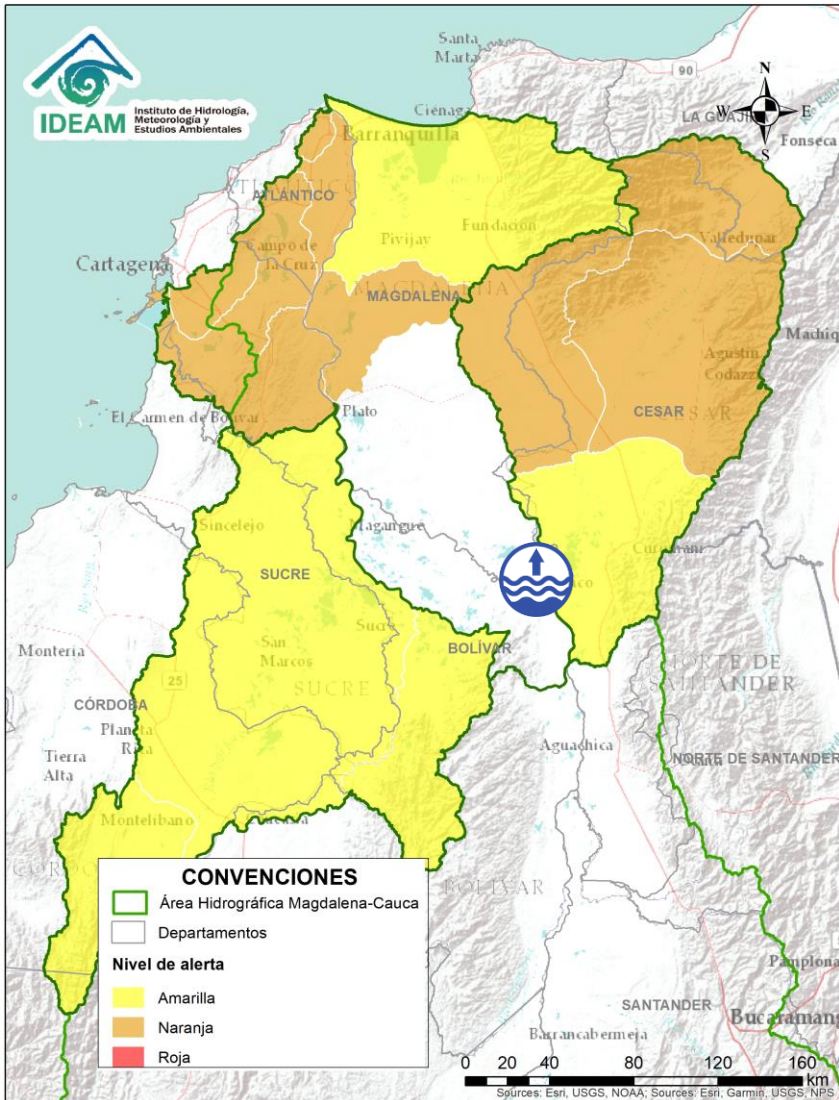 IDEAM
Instituto de Hidrología,
Meteorología y
Estudios Ambientales
Santa
Marta
90
N
W
E
S
LA GUAJI
Fonseca
Ciénaga
Barranquilla
ATLÁNTICO
Fundación
Pivijay
Valledupar
Campo de
la Cruz
Cartagena
MAGDALENA
Agustín
Codazzi
CESAR
Plato
El Carmen de Bolívar
Sincelejo
Magangue
SUCRE
Sucre
San
Marcos
SUCRE
BOLÍVAR
Montería
25
CÓRDOBA
Planeta
Rica
Tierra
Alta
NORTE DE
SANTANDER
Aguachica
NORTE DE SANTANDER
Montelibano
BOLÍVAR
CONVENCIONES
Área Hidrográfica Magdalena-Cauca
Departamentos
Nivel de alerta
Amarilla
Naranja
Roja
Pamplona
SANTANDER
Bucaramang
Barrancabermeja
0 20 40 80 120 160
km
Sources: Esri, USGS, NOAA; Sources: Esri, Garmin, USGS, NPS